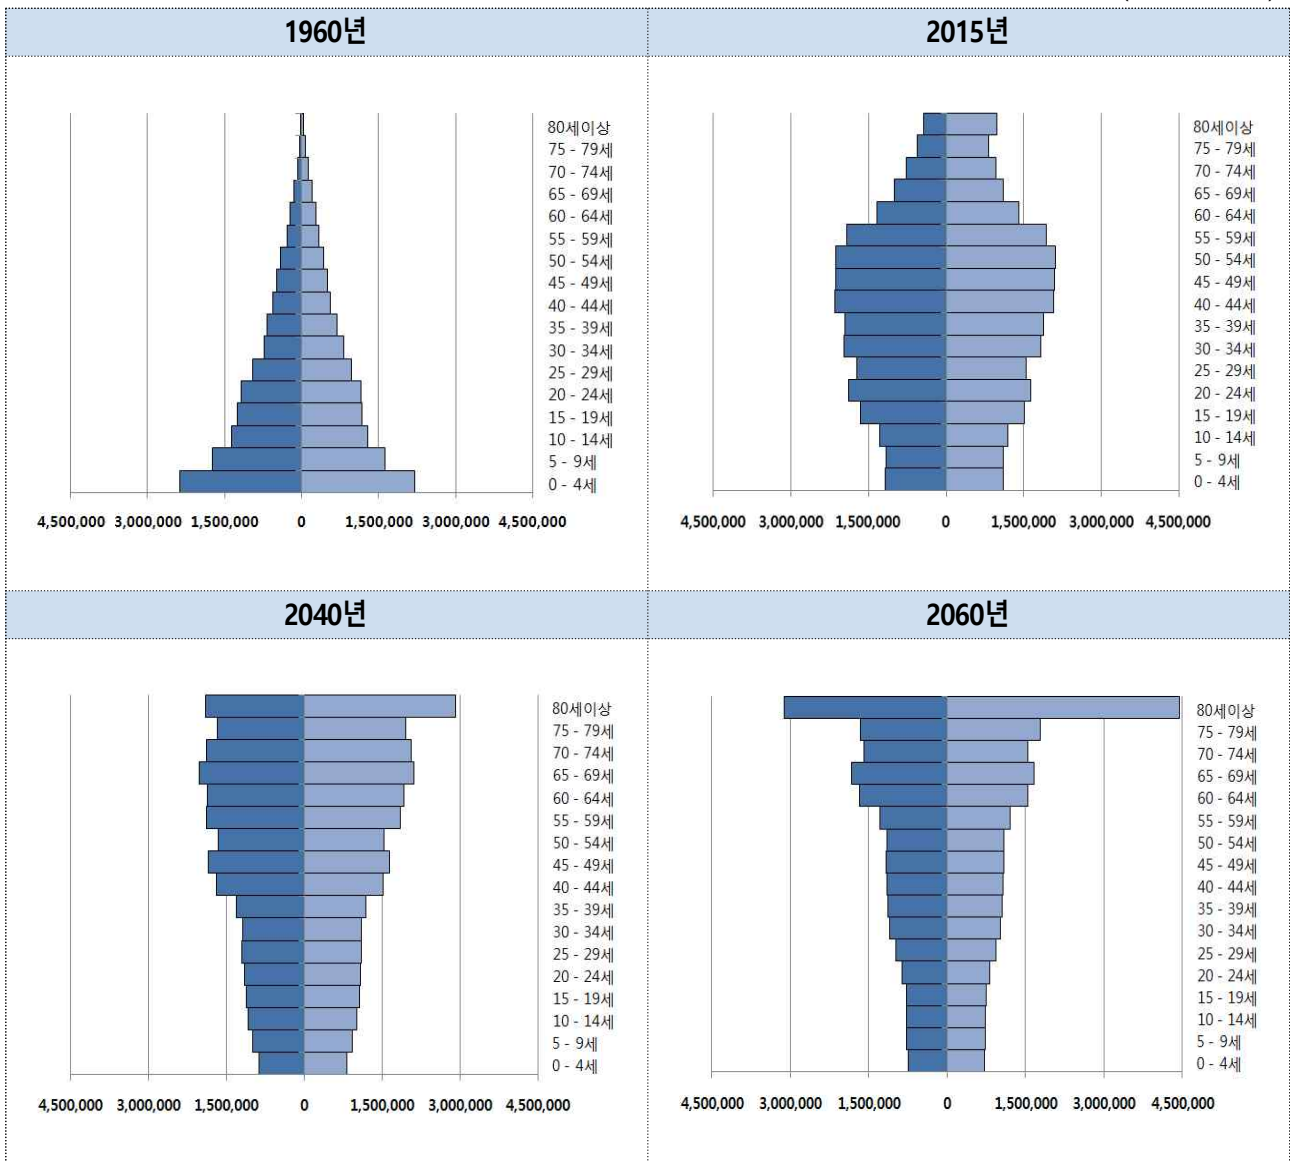 1960년
2015년
80세이상
75 - 79세
70 - 74세
65 - 69세
60 - 64세
55 - 59세
50 - 54세
45 - 49세
40 - 44세
35 - 39세
30 - 34세
25 - 29세
20 - 24세
15 - 19세
10 - 14세
5 - 9세
0 - 4세
4,500,000 3,000,000 1,500,000 0 1,500,000 3,000,000 4,500,000
80세이상
75 - 79세
70 - 74세
65 - 69세
60 - 64세
55 - 59세
50 - 54세
45 - 49세
40 - 44세
35 - 39세
30 - 34세
25 - 29세
20 - 24세
15 - 19세
10 - 14세
5 - 9세
0 - 4세
4,500,000 3,000,000 1,500,000 0 1,500,000 3,000,000 4,500,000
2040년
2060년
80세이상
75 - 79세
70 - 74세
65 - 69세
60 - 64세
55 - 59세
50 - 54세
45 - 49세
40 - 44세
35 - 39세
30 - 34세
25 - 29세
20 - 24세
15 - 19세
10 - 14세
5 - 9세
0 - 4세
4,500,000 3,000,000 1,500,000 0 1,500,000 3,000,000 4,500,000
80세이상
75 - 79세
70 - 74세
65 - 69세
60 - 64세
55 - 59세
50 - 54세
45 - 49세
40 - 44세
35 - 39세
30 - 34세
25 - 29세
20 - 24세
15 - 19세
10 - 14세
5 - 9세
0 - 4세
4,500,000 3,000,000 1,500,000 0 1,500,000 3,000,000 4,500,000